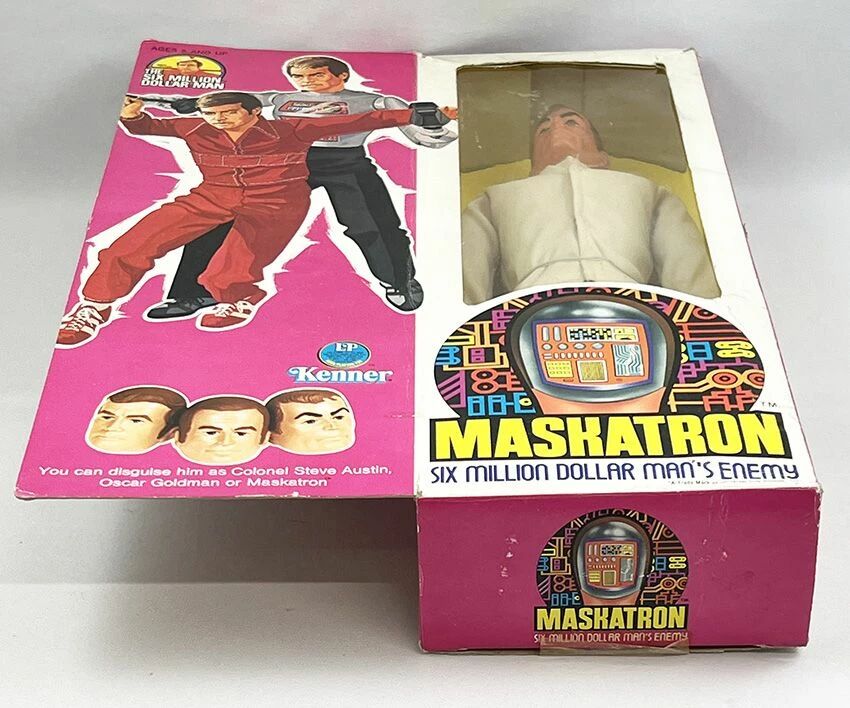 AGES 5 AND UP
THE
SIX MILLION
DOLLAR MAN
L·P
Kenner
You can disguise him as Colonel Steve Austin,
Oscar Goldman or Maskatron
MASKATRON
TM
SIX MILLION DOLLAR MAN'S ENEMY
MASKATRON
SIX MILLION DOLLAR MAN'S ENEMY